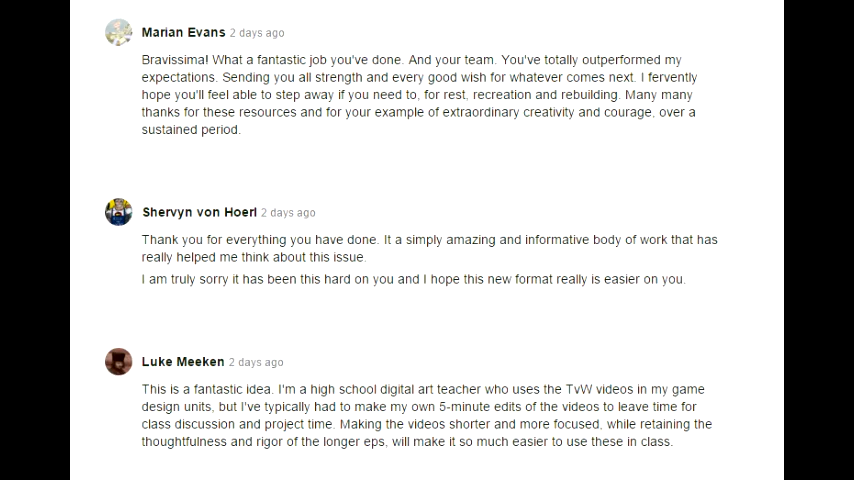 Marian Evans 2 days ago
Bravissima! What a fantastic job you've done. And your team. You've totally outperformed my
expectations. Sending you all strength and every good wish for whatever comes next. I fervently
hope you'll feel able to step away if you need to, for rest, recreation and rebuilding. Many many
thanks for these resources and for your example of extraordinary creativity and courage, over a
sustained period.
Shervyn von Hoerl 2 days ago
Thank you for everything you have done. It a simply amazing and informative body of work that has
really helped me think about this issue.
I am truly sorry it has been this hard on you and I hope this new format really is easier on you.
Luke Meeken 2 days ago
This is a fantastic idea. I'm a high school digital art teacher who uses the TvW videos in my game
design units, but I've typically had to make my own 5-minute edits of the videos to leave time for
class discussion and project time. Making the videos shorter and more focused, while retaining the
thoughtfulness and rigor of the longer eps, will make it so much easier to use these in class.